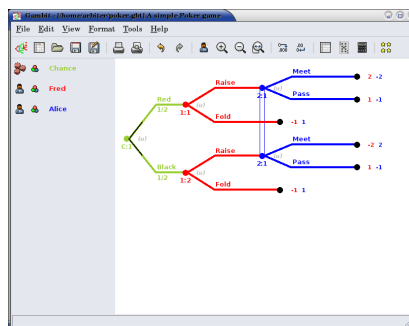 Gambit - [/home/arbiter/poker.gbt] A simple Poker game
File Edit View Format Tools Help
Chance
Fred
Alice
Meet
2 -2
Raise
2:1
(u)
Pass
1 -1
Red
1/2
1:1
(u)
Fold
-1 1
C:1
(u)
Meet
-2 2
Raise
2:1
(u)
Pass
1 -1
Black
1/2
1:2
(u)
Fold
-1 1